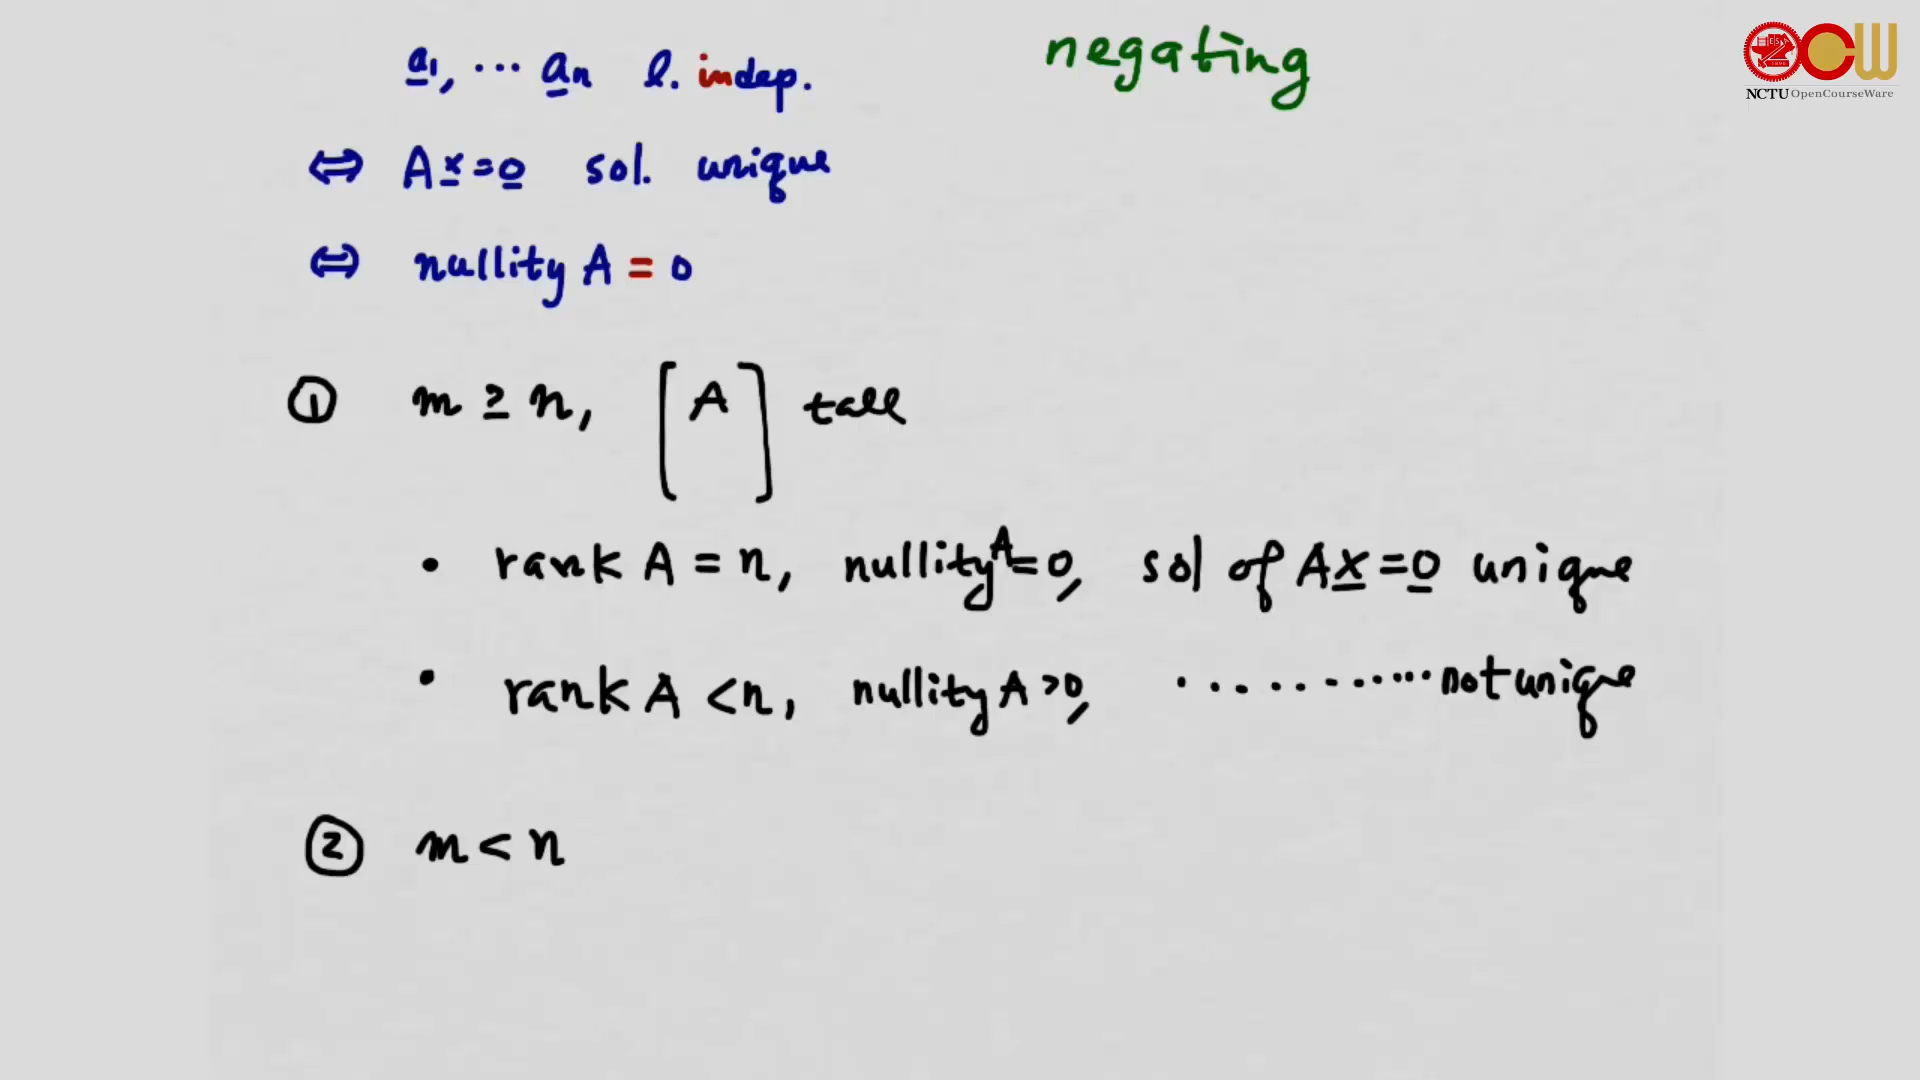 a₁, ⋯ aₙ l. indep.
negating
⇔ Ax = 0 sol. unique
⇔ nullity A = 0
① m ≥ n, [A] tall
• rank A = n, nullity A = 0, sol of Ax = 0 unique
• rank A < n, nullity A > 0, ⋯⋯⋯⋯ not unique
② m < n
NCTU OpenCourseWare